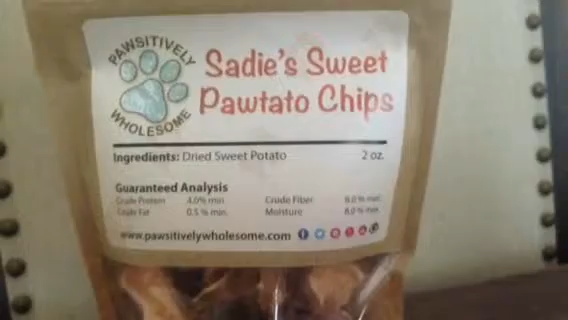 PAWSITIVELY
WHOLESOME
Sadie's Sweet
Pawtato Chips
Ingredients: Dried Sweet Potato 2 oz.
Guaranteed Analysis
Crude Protein 4.0% min. Crude Fiber
Crude Fat 0.5 % min. Moisture
www.pawsitivelywholesome.com